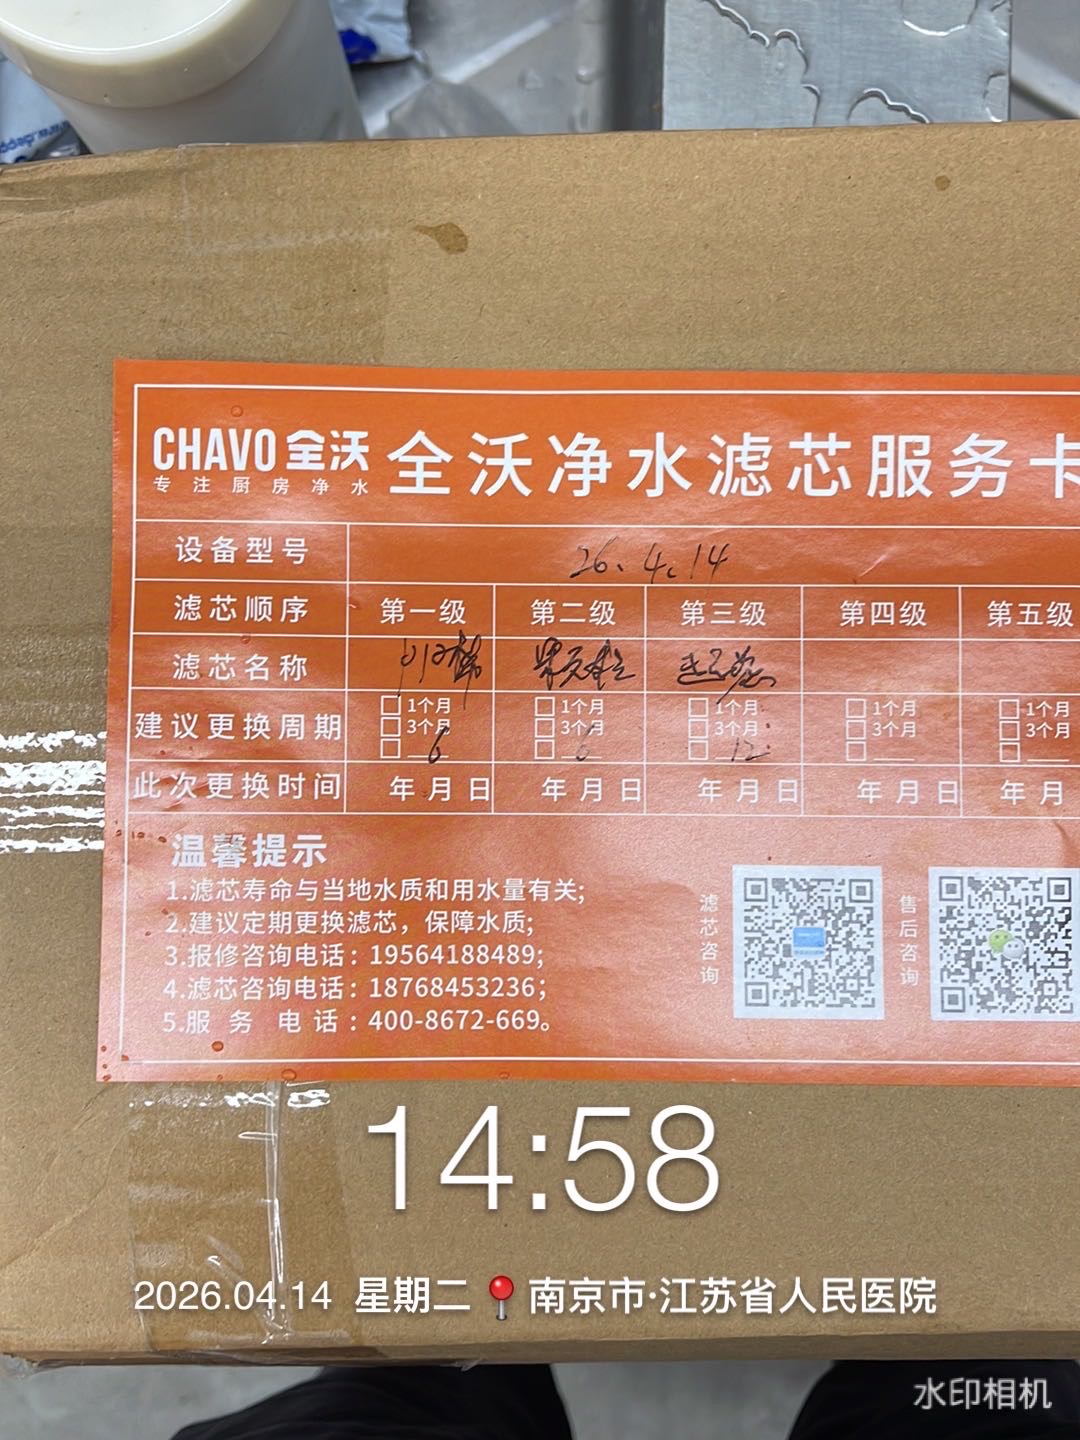 CHAVO 全沃
专注厨房净水
全沃净水滤芯服务卡
设备型号 26.4.14
滤芯顺序 第一级 第二级 第三级 第四级 第五级
滤芯名称 PP棉 颗粒 超滤
建议更换周期 □1个月 □1个月 □1个月 □1个月 □1个月
□3个月 □3个月 □3个月 □3个月 □3个月
□6 □6 □12 □__ □__
此次更换时间 年月日 年月日 年月日 年月日 年月
温馨提示
1.滤芯寿命与当地水质和用水量有关;
2.建议定期更换滤芯，保障水质;
3.报修咨询电话：19564188489;
4.滤芯咨询电话：18768453236;
5.服务电话：400-8672-669。
滤芯咨询
售后咨询
14:58
2026.04.14 星期二 南京市·江苏省人民医院
水印相机